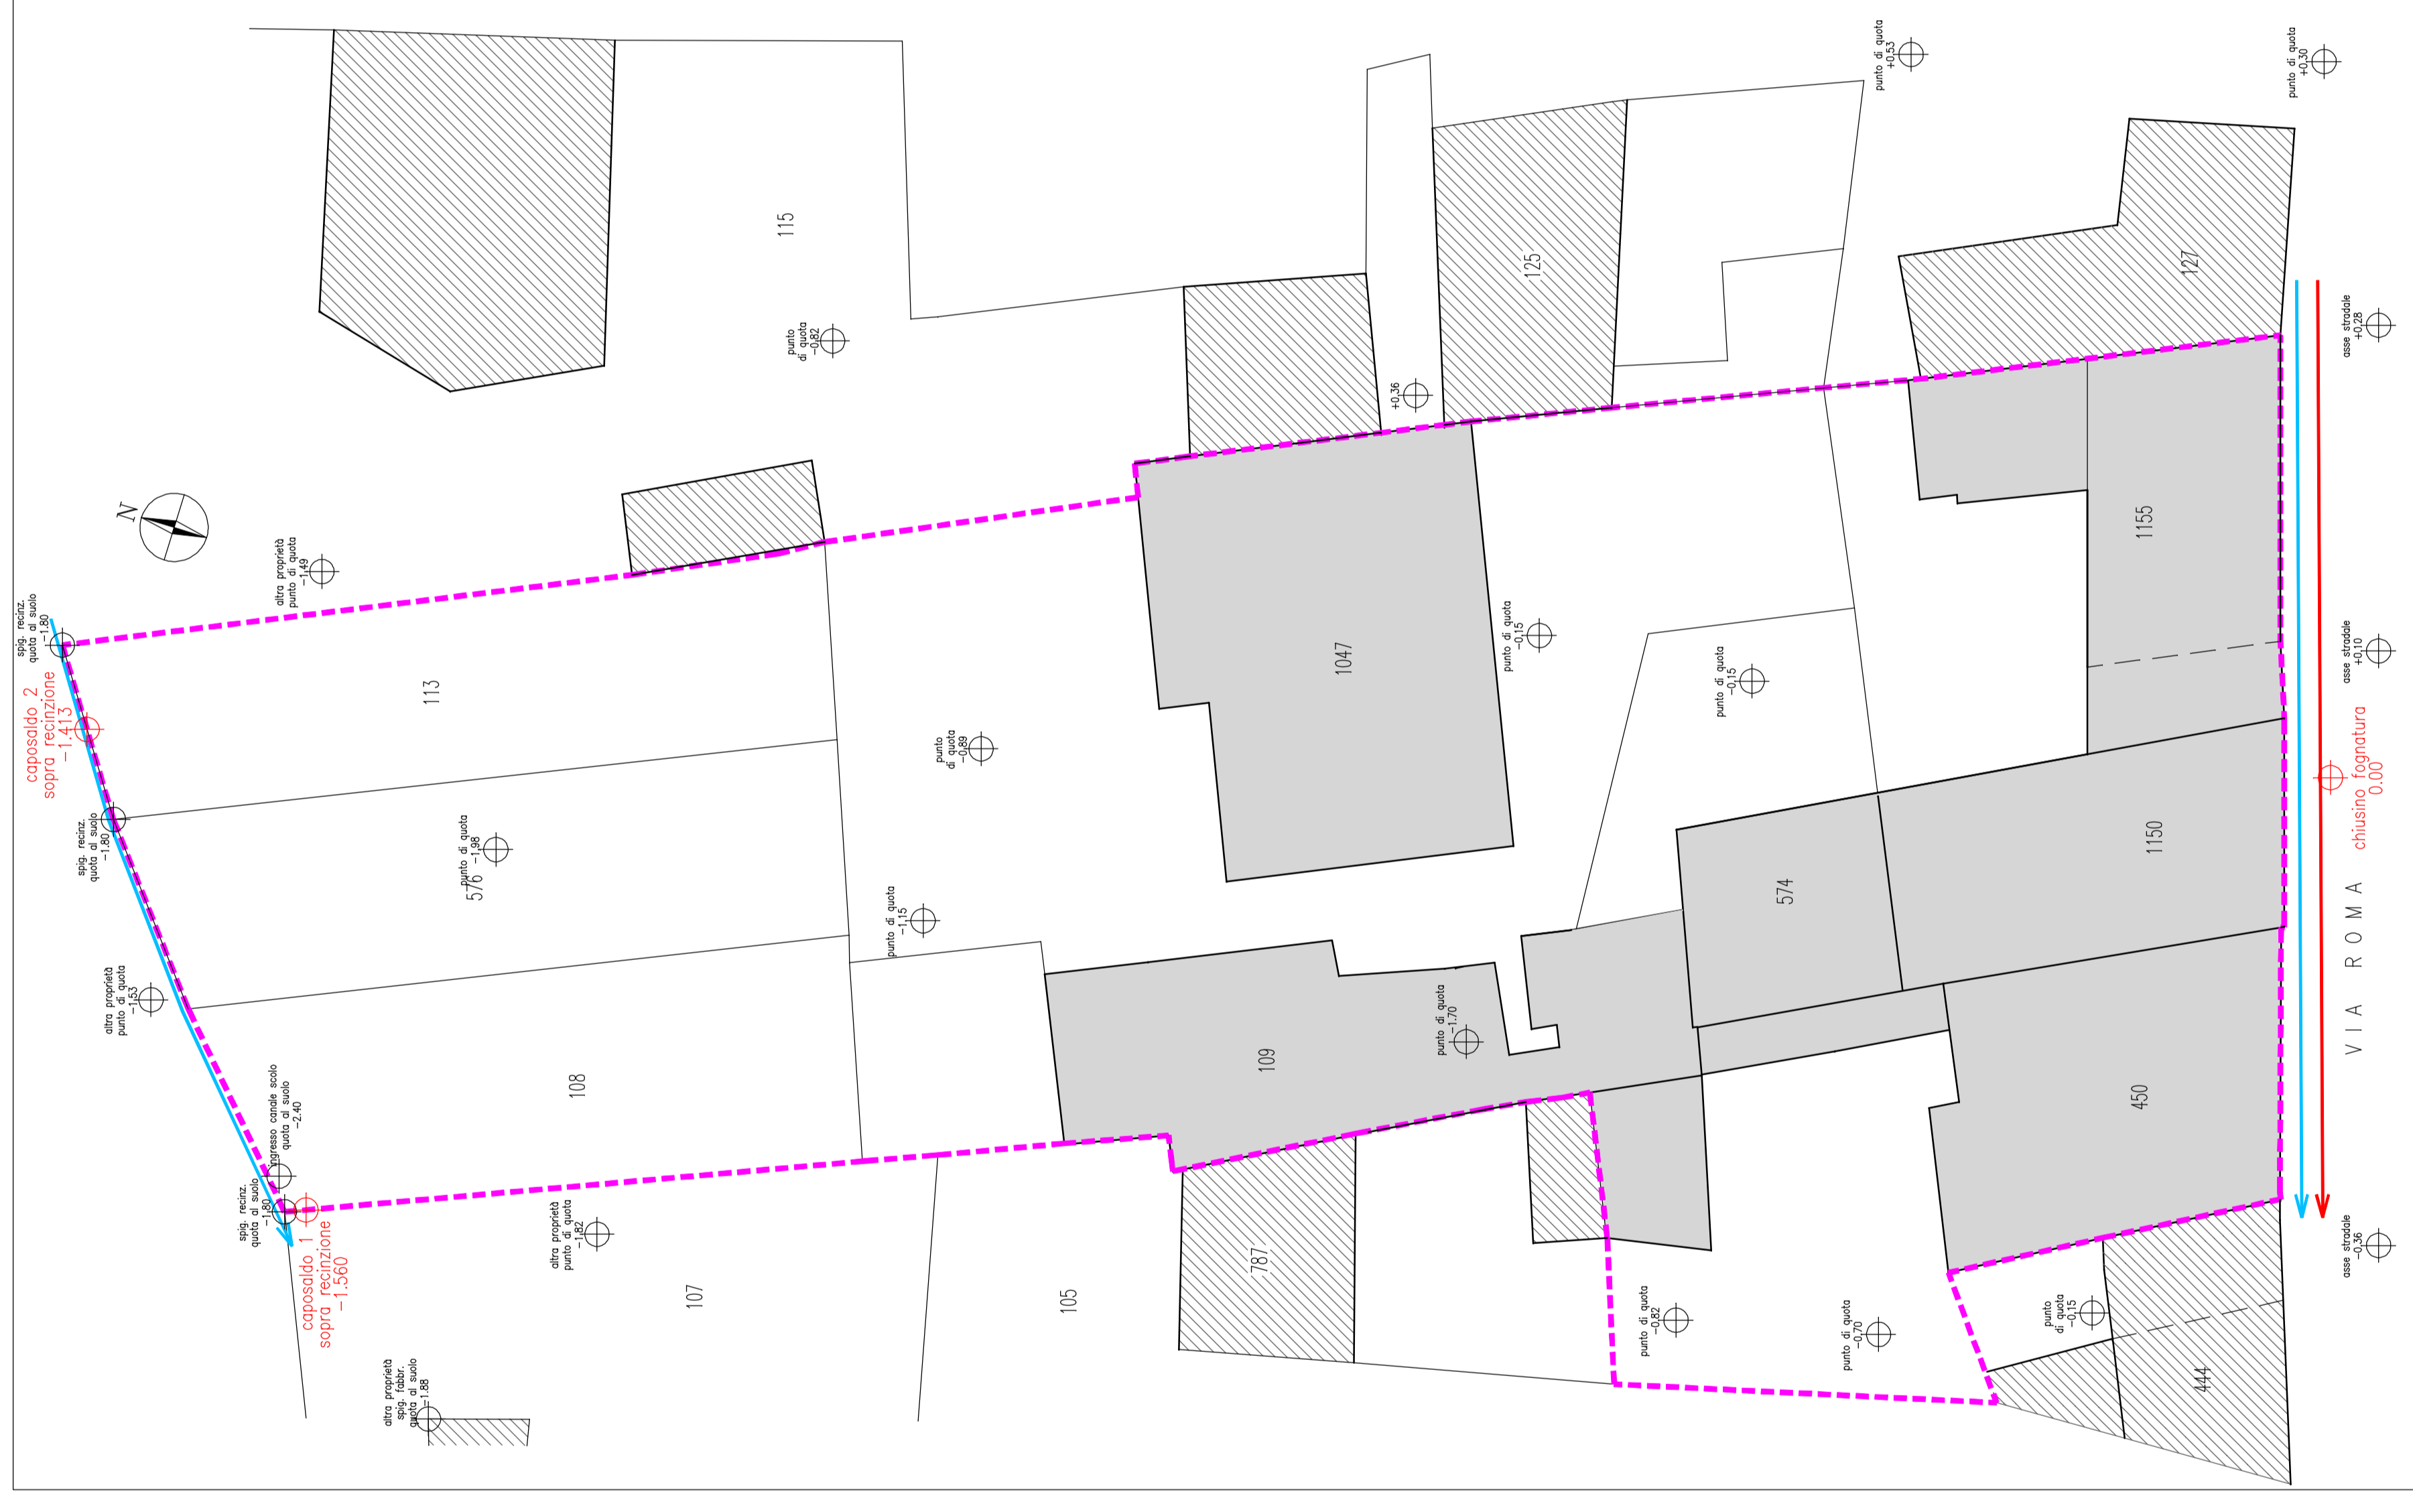 N
spig. recinz.
quota al suolo
-1.80
caposaldo 2
sopra recinzione
-1.413
spig. recinz.
quota al suolo
-1.80
altra proprietà
punto di quota
-1,53
ingresso canale scolo
quota al suolo
-2.40
spig. recinz.
quota al suolo
-1.80
caposaldo 1
sopra recinzione
-1.560
altra proprietà
spig. fabbr.
quota al suolo
-1.88
altra proprietà
punto di quota
-1,49
113
punto di quota
-1,98
576
108
altra proprietà
punto di quota
-1,82
107
115
punto
di quota
-0,82
punto
di quota
-0,89
punto di quota
-1,15
105
109
787
1047
+0,36
125
punto di quota
-0,15
punto di quota
-1,70
punto di quota
-0,15
574
punto di quota
-0,82
punto di quota
-0,70
punto di quota
+0,53
127
1155
1150
450
punto
di quota
-0,15
444
punto di quota
+0,30
asse stradale
+0,28
asse stradale
+0,10
chiusino fognatura
0.00
VIA ROMA
asse stradale
-0,36